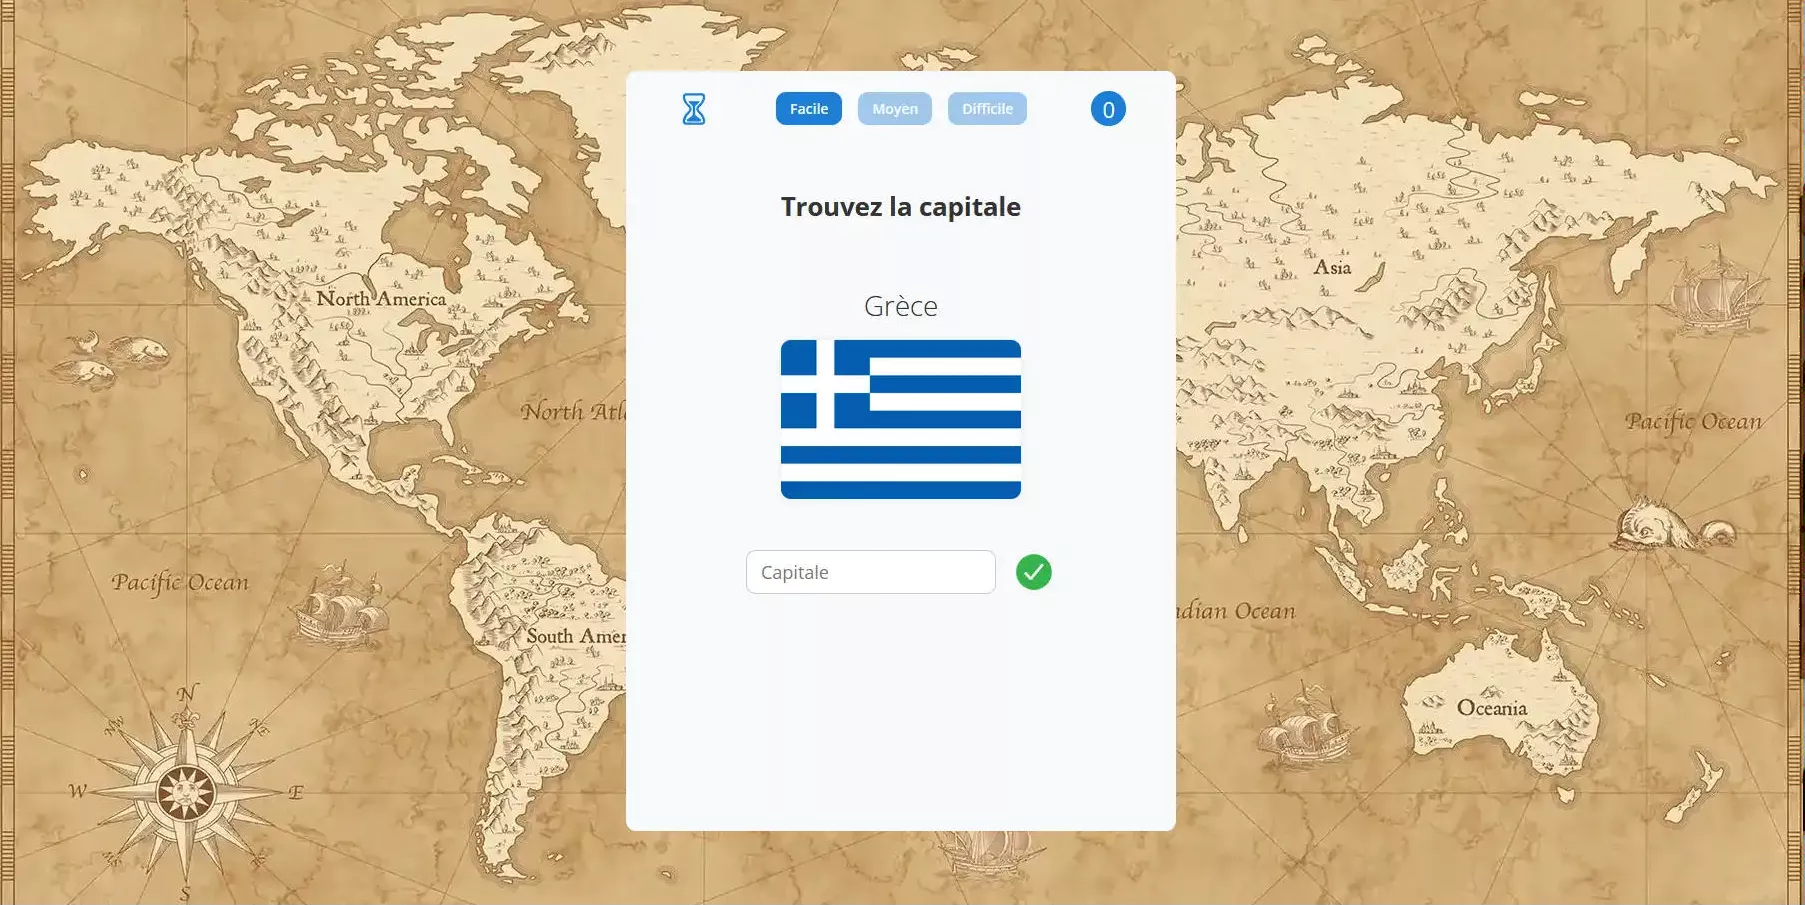 Facile Moyen Difficile 0
Trouvez la capitale
Grèce
Capitale
North America
Asia
North Atl
Pacific Ocean
Pacific Ocean
South Amer
dian Ocean
Oceania
N
W E
S